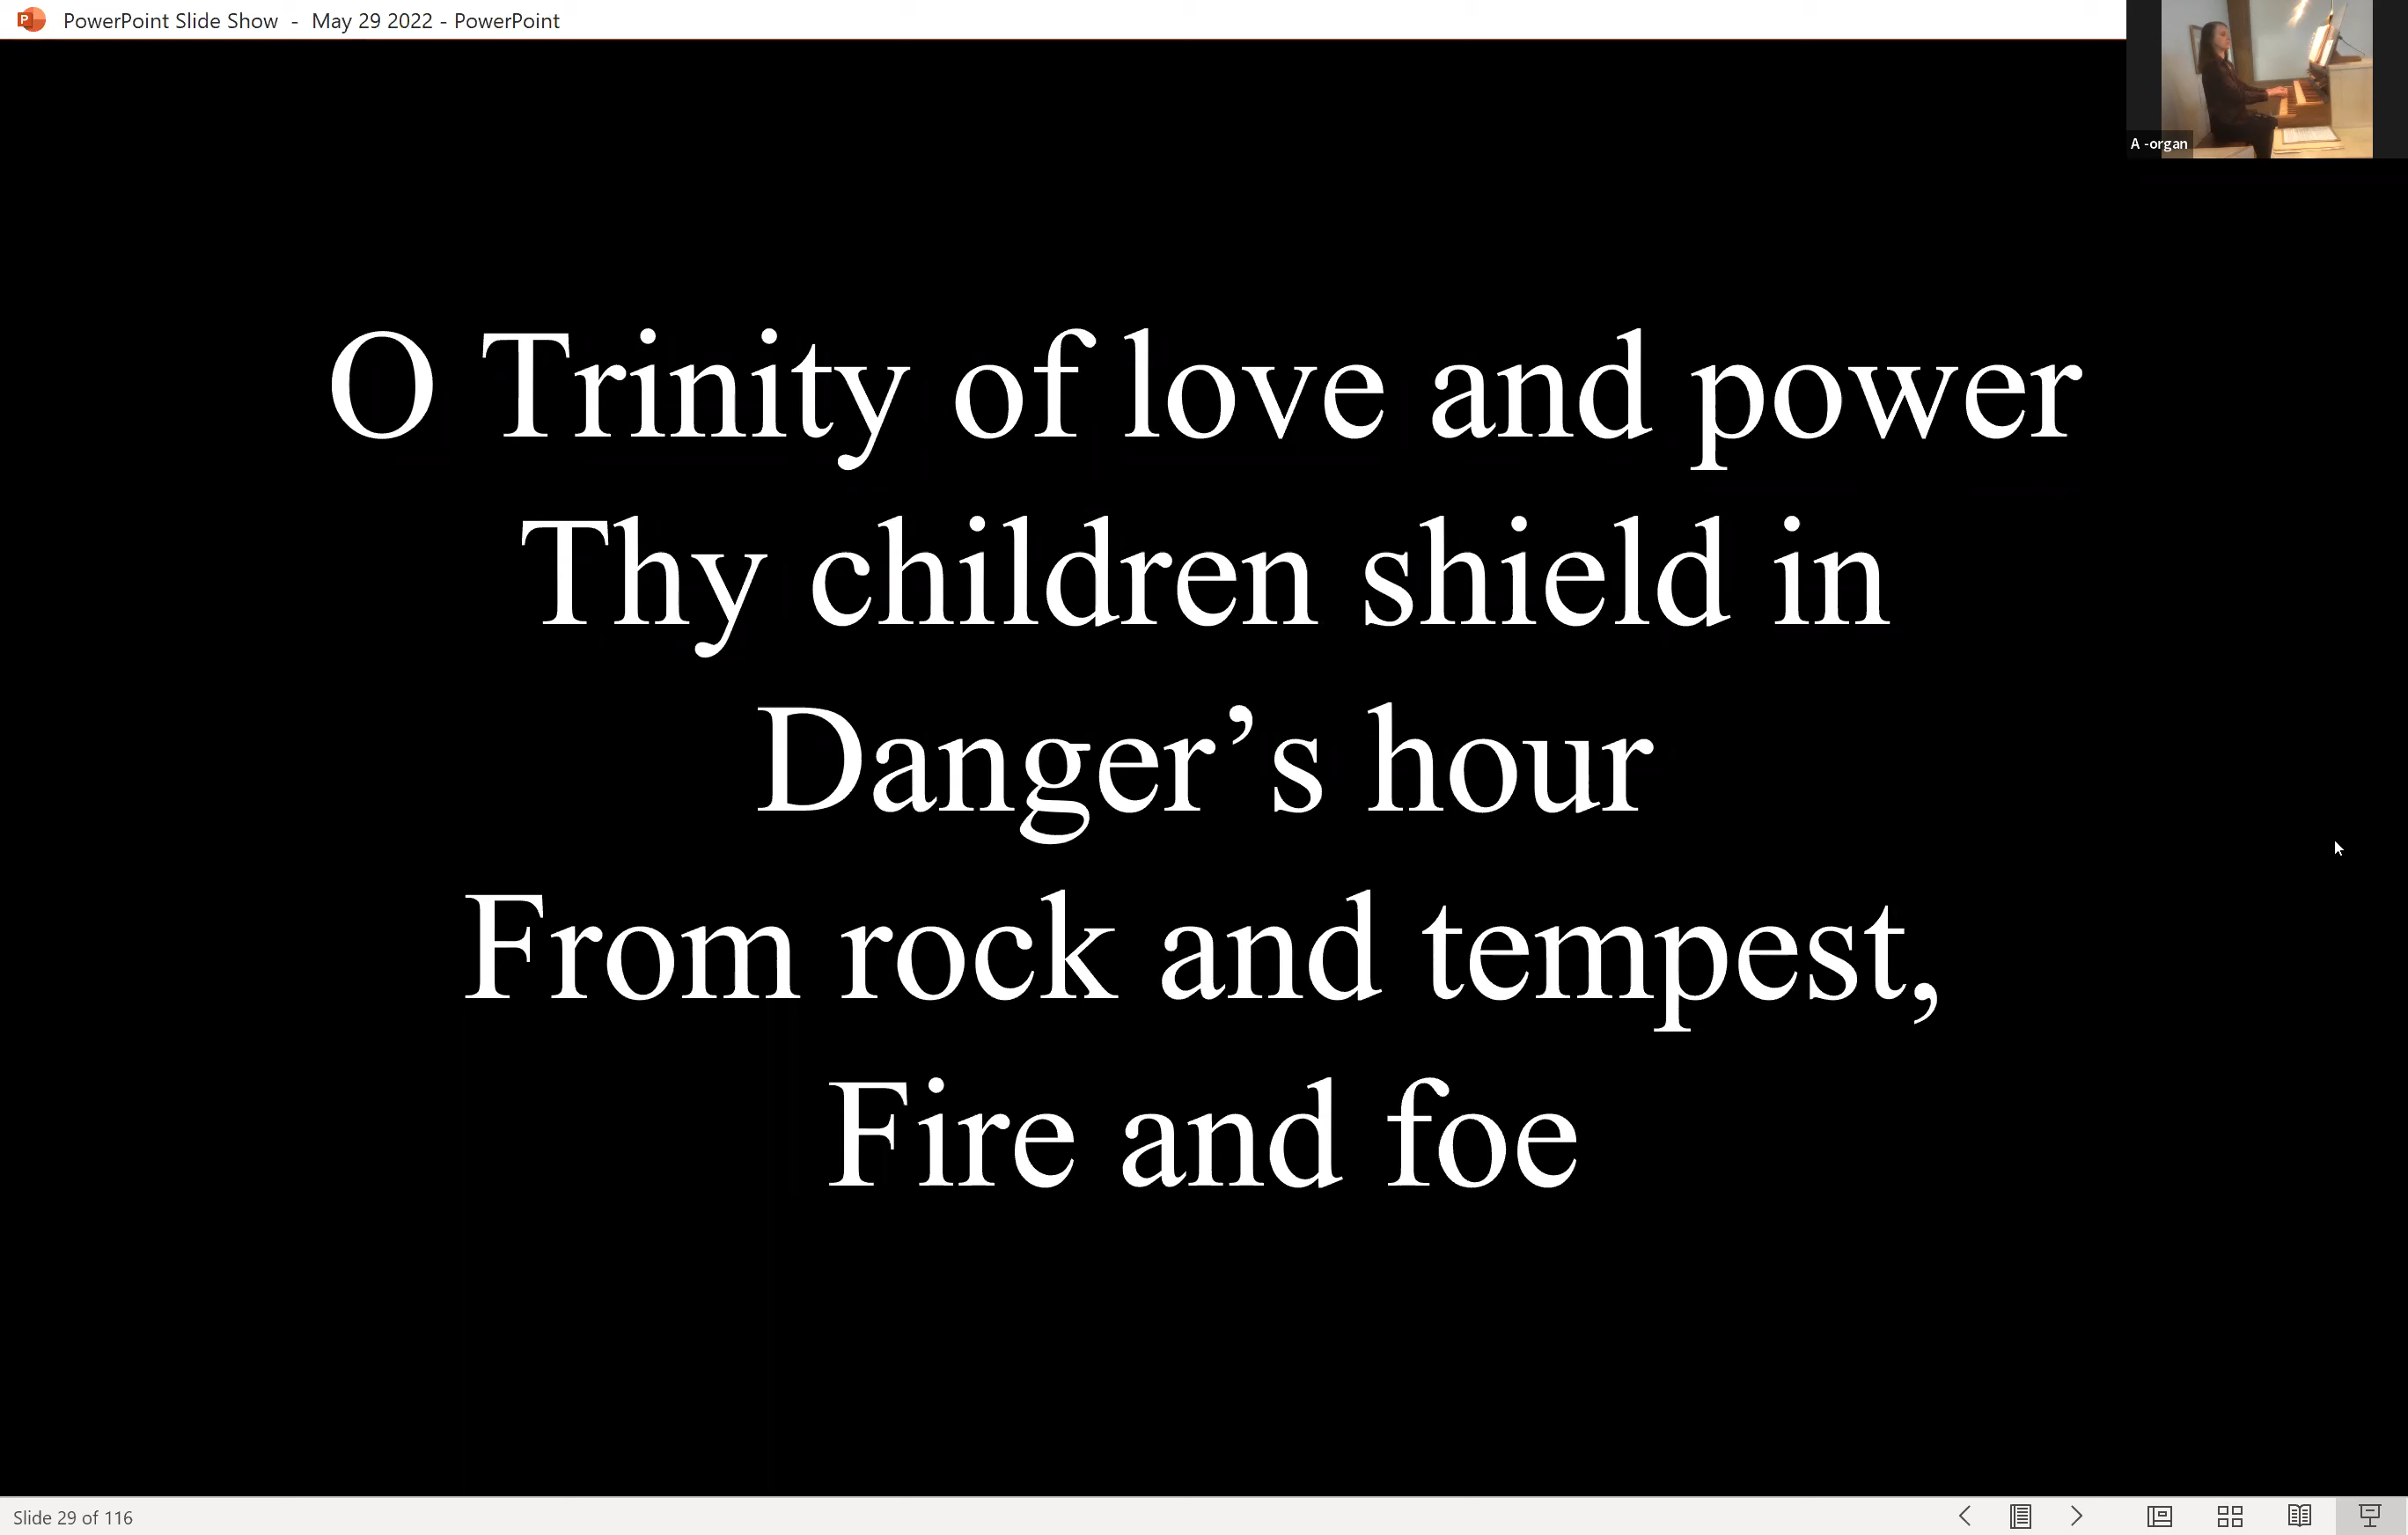 PowerPoint Slide Show - May 29 2022 - PowerPoint
A -organ
O Trinity of love and power
Thy children shield in
Danger’s hour
From rock and tempest,
Fire and foe
Slide 29 of 116